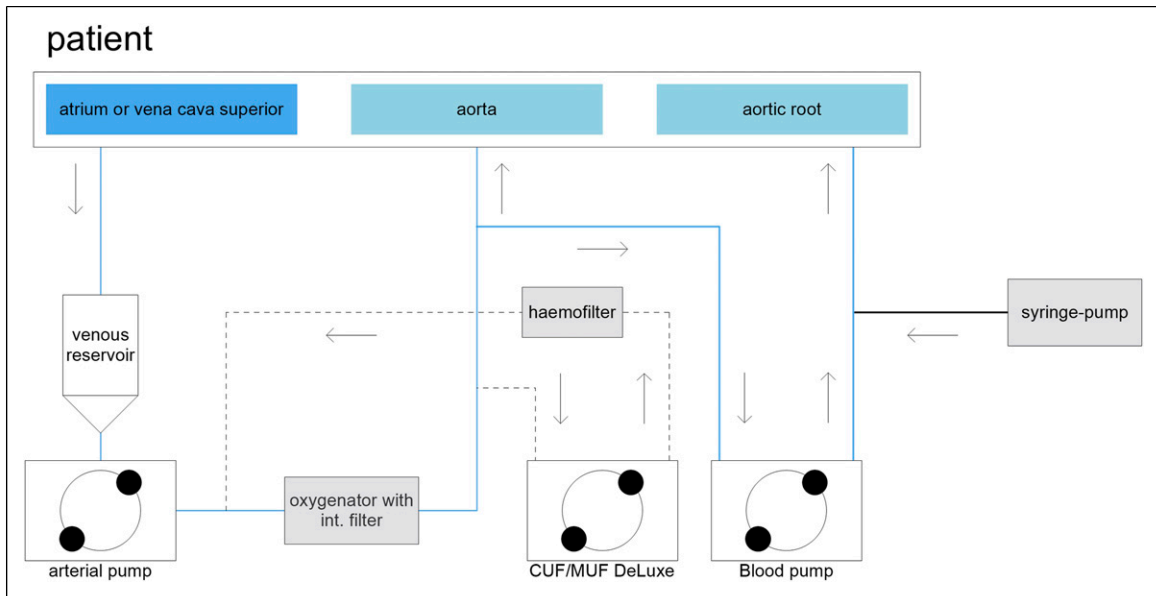 patient
atrium or vena cava superior
aorta
aortic root
haemofilter
syringe-pump
venous
reservoir
oxygenator with
int. filter
arterial pump
CUF/MUF DeLuxe
Blood pump